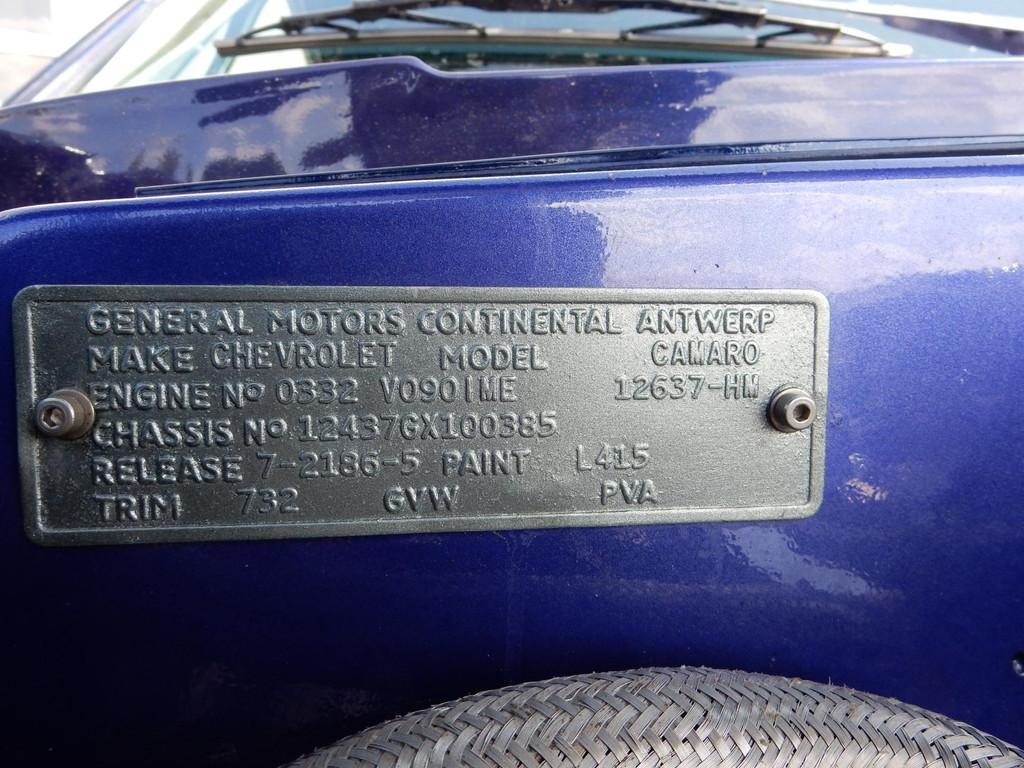 GENERAL MOTORS CONTINENTAL ANTWERP
MAKE CHEVROLET MODEL CAMARO
ENGINE Nº 0332 V0901ME 12637-HM
CHASSIS Nº 124376X100385
RELEASE 7-2186-5 PAINT L415
TRIM 732 GVW PVA